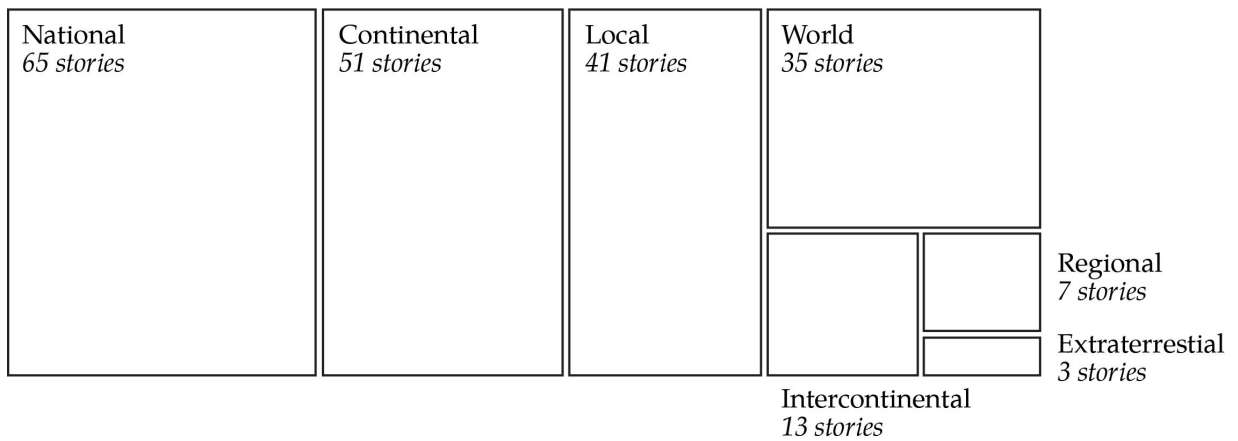 National
65 stories
Continental
51 stories
Local
41 stories
World
35 stories
Regional
7 stories
Extraterrestial
3 stories
Intercontinental
13 stories